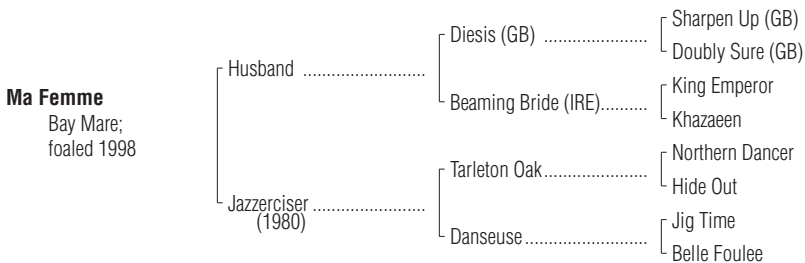 Sharpen Up (GB)
Diesis (GB) ......................
Doubly Sure (GB)
Husband ..........................
King Emperor
Beaming Bride (IRE)..........
Khazaeen
Ma Femme
Bay Mare;
foaled 1998
Northern Dancer
Tarleton Oak......................
Hide Out
Jazzerciser ........................
(1980)
Jig Time
Danseuse ..........................
Belle Foulee